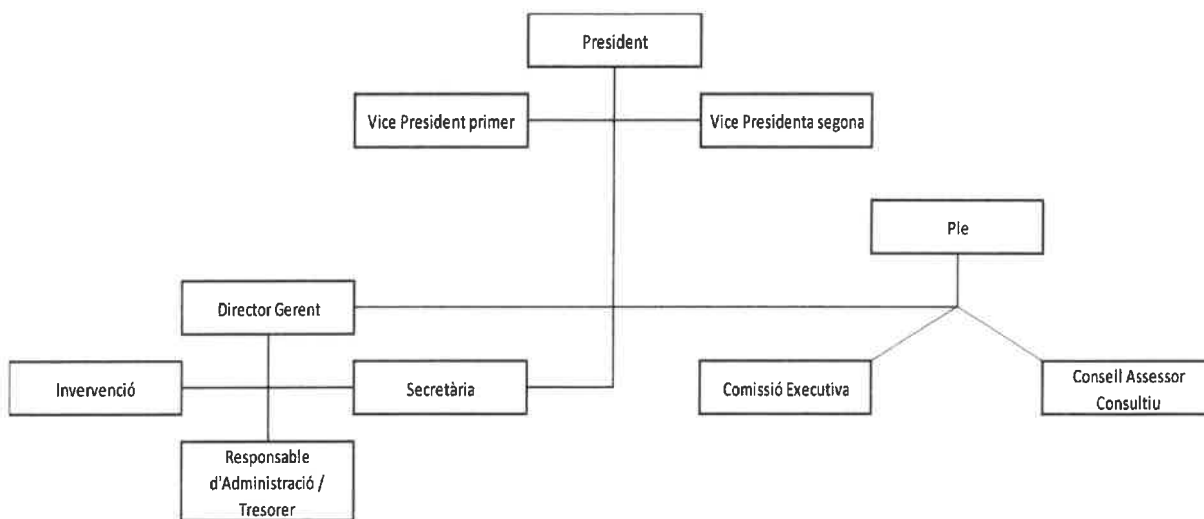 President
Vice President primer
Vice Presidenta segona
Ple
Director Gerent
Invervenció
Secretària
Comissió Executiva
Consell Assessor
Consultiu
Responsable
d'Administració /
Tresorer